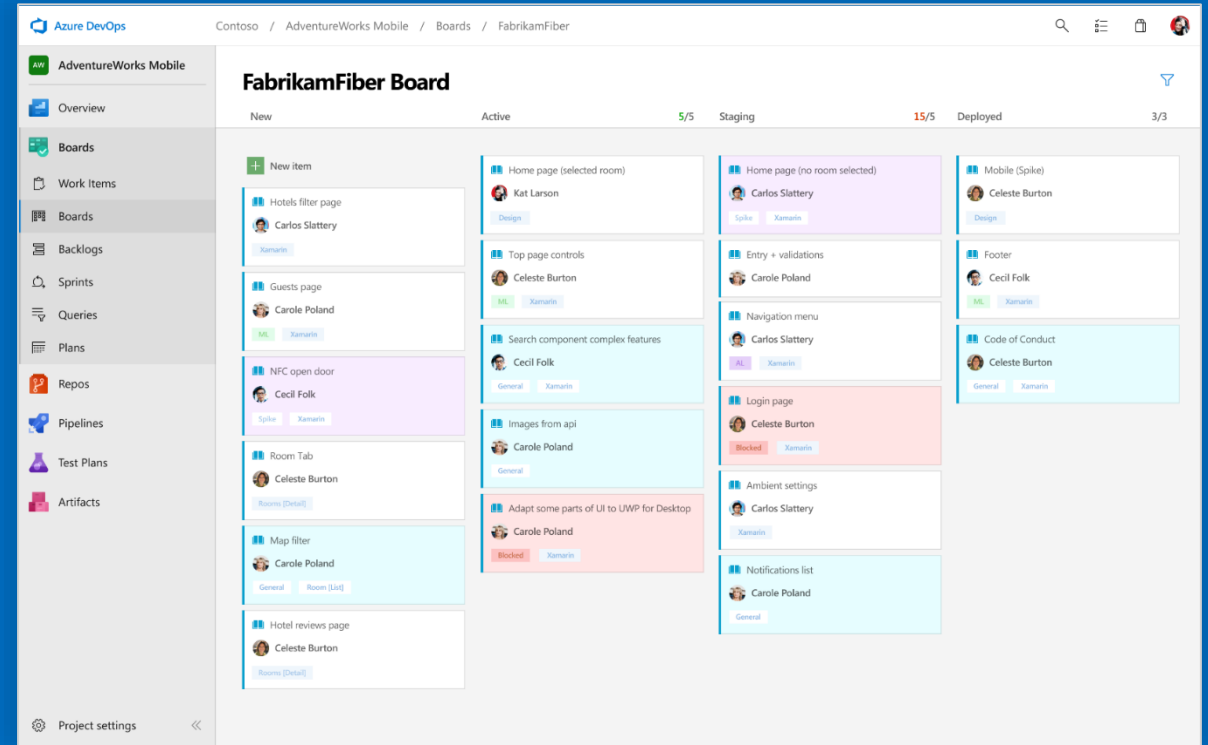 Azure DevOps
Contoso / AdventureWorks Mobile / Boards / FabrikamFiber
AW AdventureWorks Mobile
Overview
Boards
Work Items
Boards
Backlogs
Sprints
Queries
Plans
Repos
Pipelines
Test Plans
Artifacts
Project settings
FabrikamFiber Board
New
New item
Hotels filter page
Carlos Slattery
Xamarin
Guests page
Carole Poland
ML Xamarin
NFC open door
Cecil Folk
Spike Xamarin
Room Tab
Celeste Burton
Rooms [Detail]
Map filter
Carole Poland
General Room [List]
Hotel reviews page
Celeste Burton
Rooms [Detail]
Active 5/5
Home page (selected room)
Kat Larson
Design
Top page controls
Celeste Burton
ML Xamarin
Search component complex features
Cecil Folk
General Xamarin
Images from api
Carole Poland
General
Adapt some parts of UI to UWP for Desktop
Carole Poland
Blocked Xamarin
Staging 15/5
Home page (no room selected)
Carlos Slattery
Spike Xamarin
Entry + validations
Carole Poland
Navigation menu
Carlos Slattery
AL Xamarin
Login page
Celeste Burton
Blocked Xamarin
Ambient settings
Carlos Slattery
Xamarin
Notifications list
Carole Poland
General
Deployed 3/3
Mobile (Spike)
Celeste Burton
Design
Footer
Cecil Folk
ML Xamarin
Code of Conduct
Celeste Burton
General Xamarin